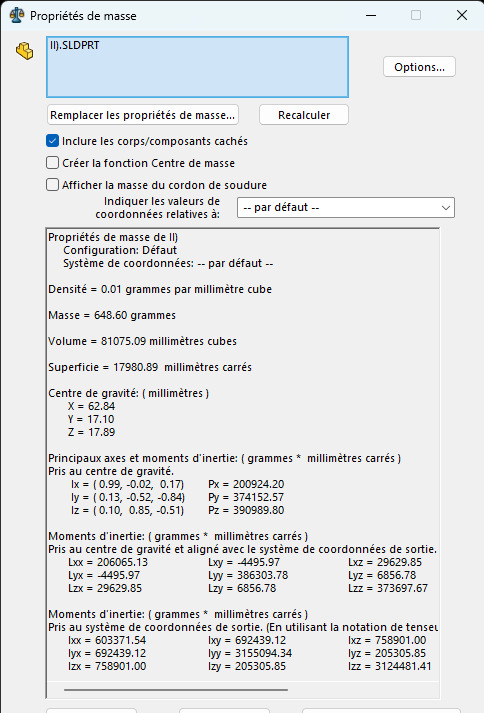 Propriétés de masse
II).SLDPRT
Options...
Remplacer les propriétés de masse...
Recalculer
Inclure les corps/composants cachés
Créer la fonction Centre de masse
Afficher la masse du cordon de soudure
Indiquer les valeurs de
coordonnées relatives à:
-- par défaut --
Propriétés de masse de II)
Configuration: Défaut
Système de coordonnées: -- par défaut --
Densité = 0.01 grammes par millimètre cube
Masse = 648.60 grammes
Volume = 81075.09 millimètres cubes
Superficie = 17980.89 millimètres carrés
Centre de gravité: ( millimètres )
X = 62.84
Y = 17.10
Z = 17.89
Principaux axes et moments d'inertie: ( grammes * millimètres carrés )
Pris au centre de gravité.
Ix = ( 0.99, -0.02, 0.17) Px = 200924.20
Iy = ( 0.13, -0.52, -0.84) Py = 374152.57
Iz = ( 0.10, 0.85, -0.51) Pz = 390989.80
Moments d'inertie: ( grammes * millimètres carrés )
Pris au centre de gravité et aligné avec le système de coordonnées de sortie.
Lxx = 206065.13 Lxy = -4495.97 Lxz = 29629.85
Lyx = -4495.97 Lyy = 386303.78 Lyz = 6856.78
Lzx = 29629.85 Lzy = 6856.78 Lzz = 373697.67
Moments d'inertie: ( grammes * millimètres carrés )
Pris au système de coordonnées de sortie. (En utilisant la notation de tenseu
Ixx = 603371.54 Ixy = 692439.12 Ixz = 758901.00
Iyx = 692439.12 Iyy = 3155094.34 Iyz = 205305.85
Izx = 758901.00 Izy = 205305.85 Izz = 3124481.41